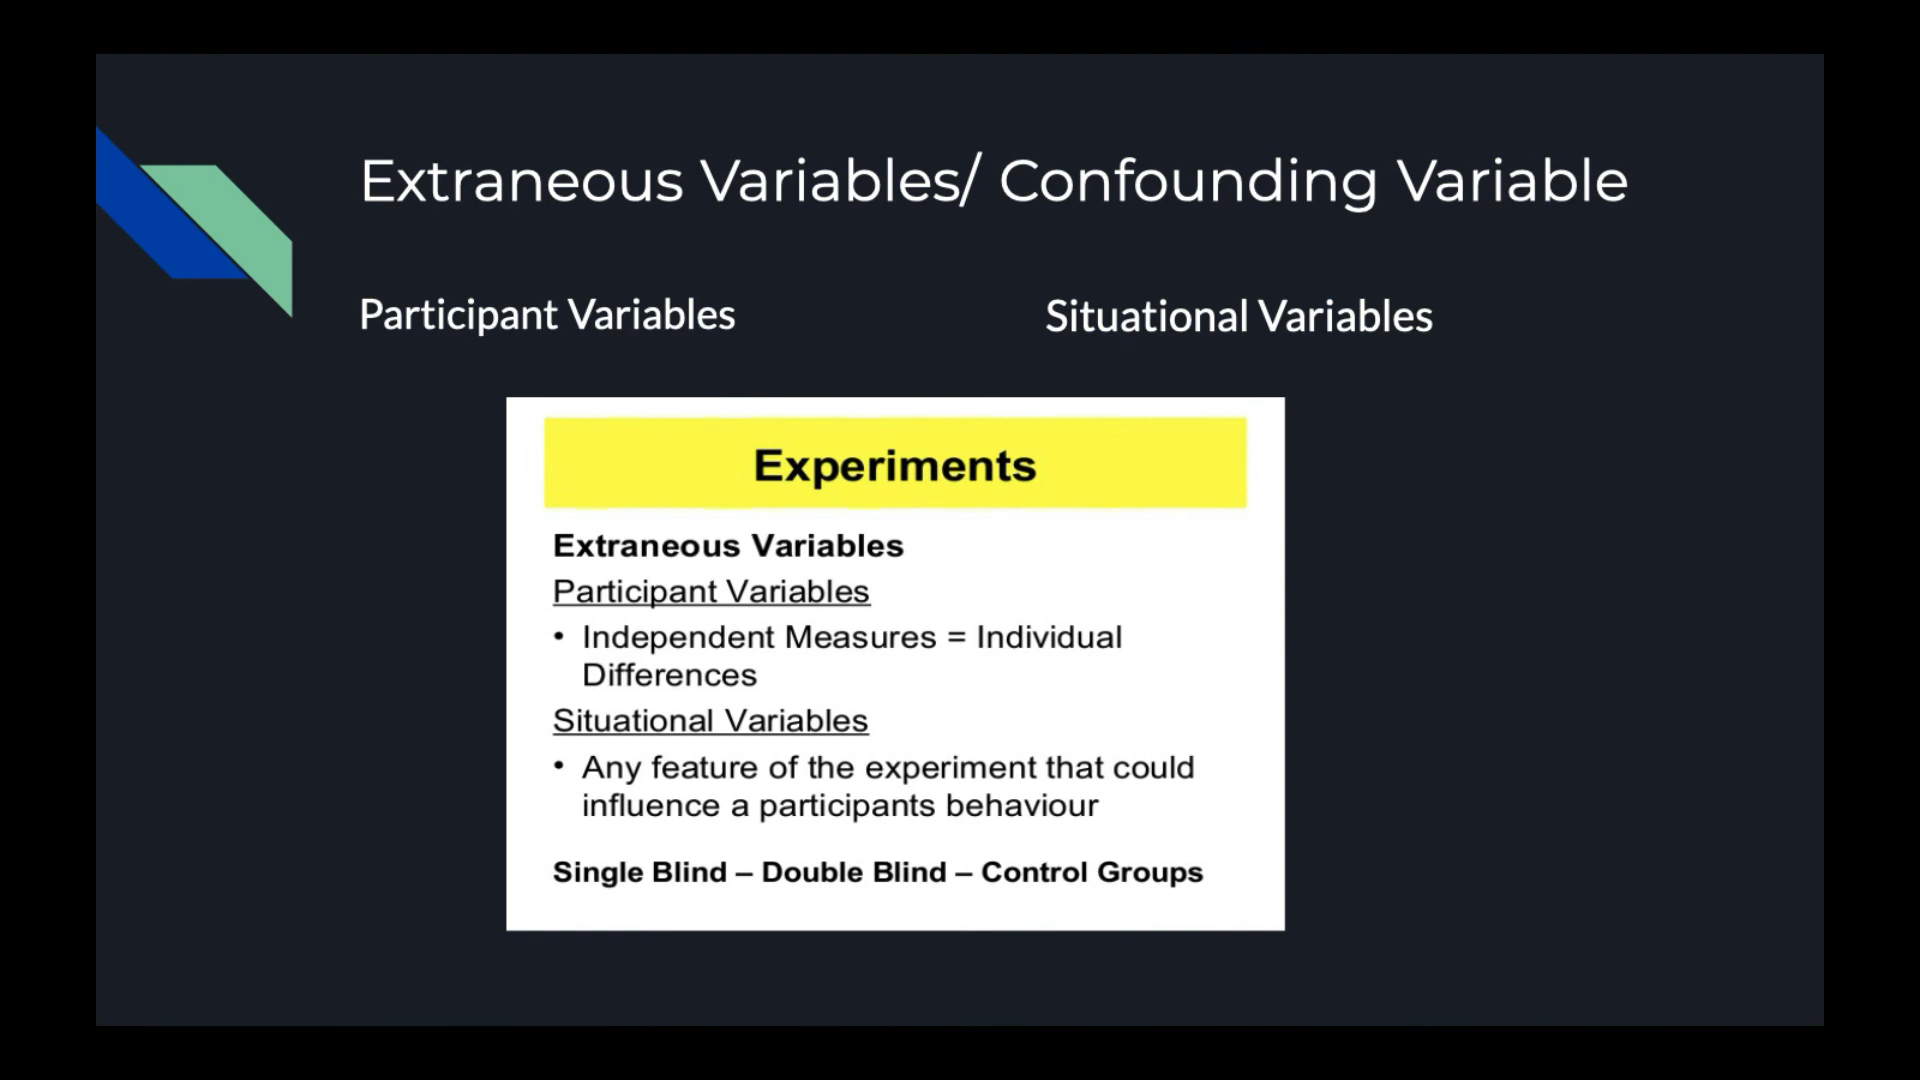 Extraneous Variables/ Confounding Variable
Participant Variables
Situational Variables
Experiments
Extraneous Variables
Participant Variables
• Independent Measures = Individual
Differences
Situational Variables
• Any feature of the experiment that could
influence a participants behaviour
Single Blind – Double Blind – Control Groups